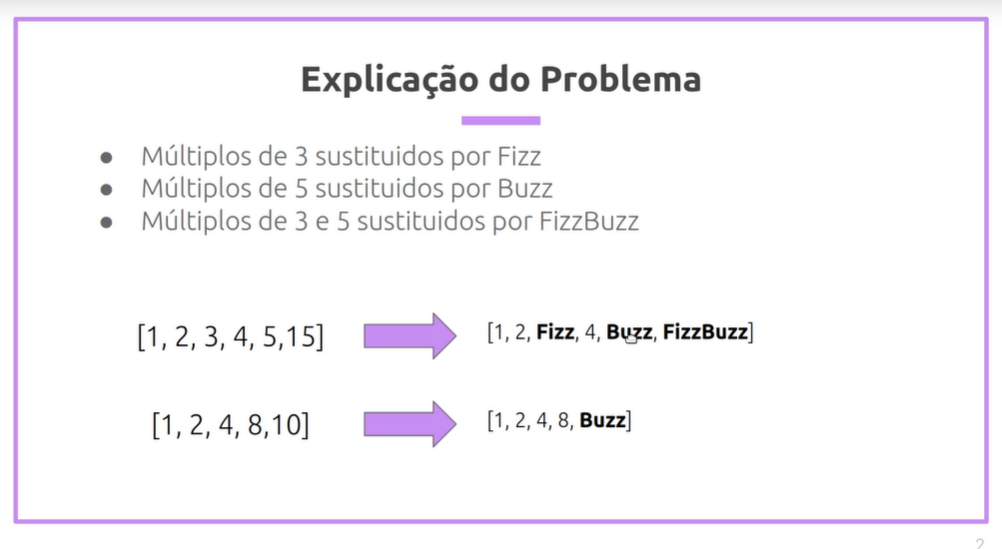 Explicação do Problema
● Múltiplos de 3 sustituidos por Fizz
● Múltiplos de 5 sustituidos por Buzz
● Múltiplos de 3 e 5 sustituidos por FizzBuzz
[1, 2, 3, 4, 5,15] [1, 2, Fizz, 4, Buzz, FizzBuzz]
[1, 2, 4, 8,10] [1, 2, 4, 8, Buzz]
2